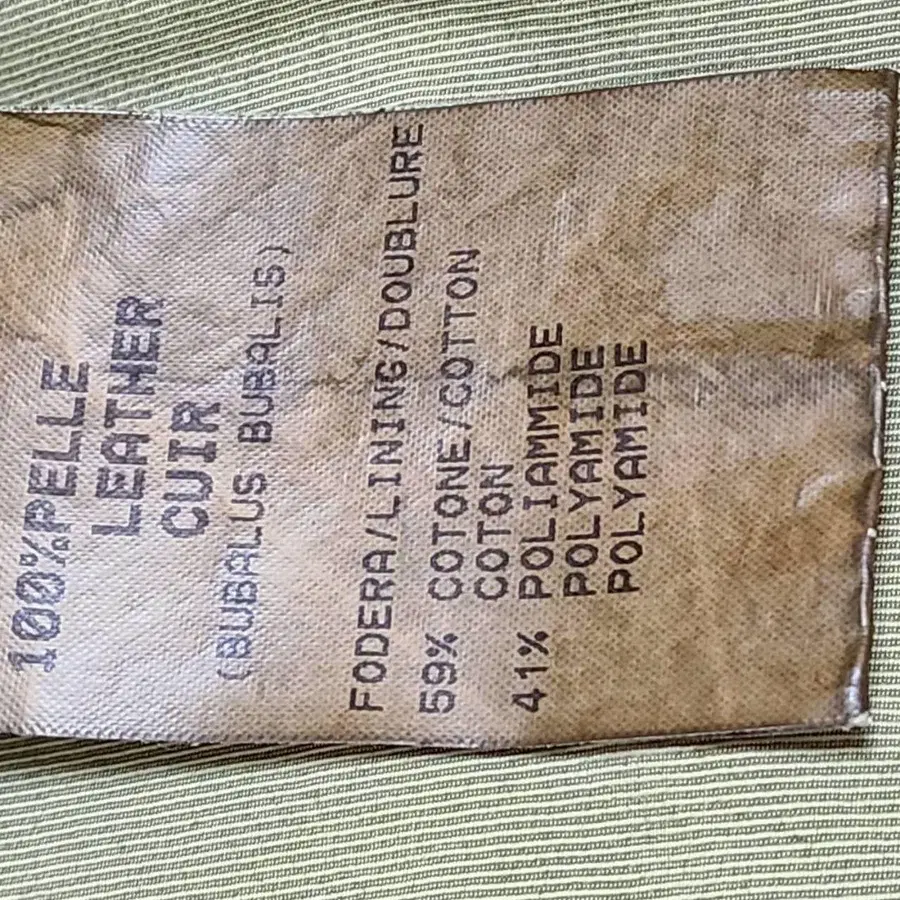 100%PELLE
LEATHER
CUIR
(BUBALUS BUBALIS)
FODERA/LINING/DOUBLURE
59% COTONE/COTTON
COTON
41% POLIAMMIDE
POLYAMIDE
POLYAMIDE